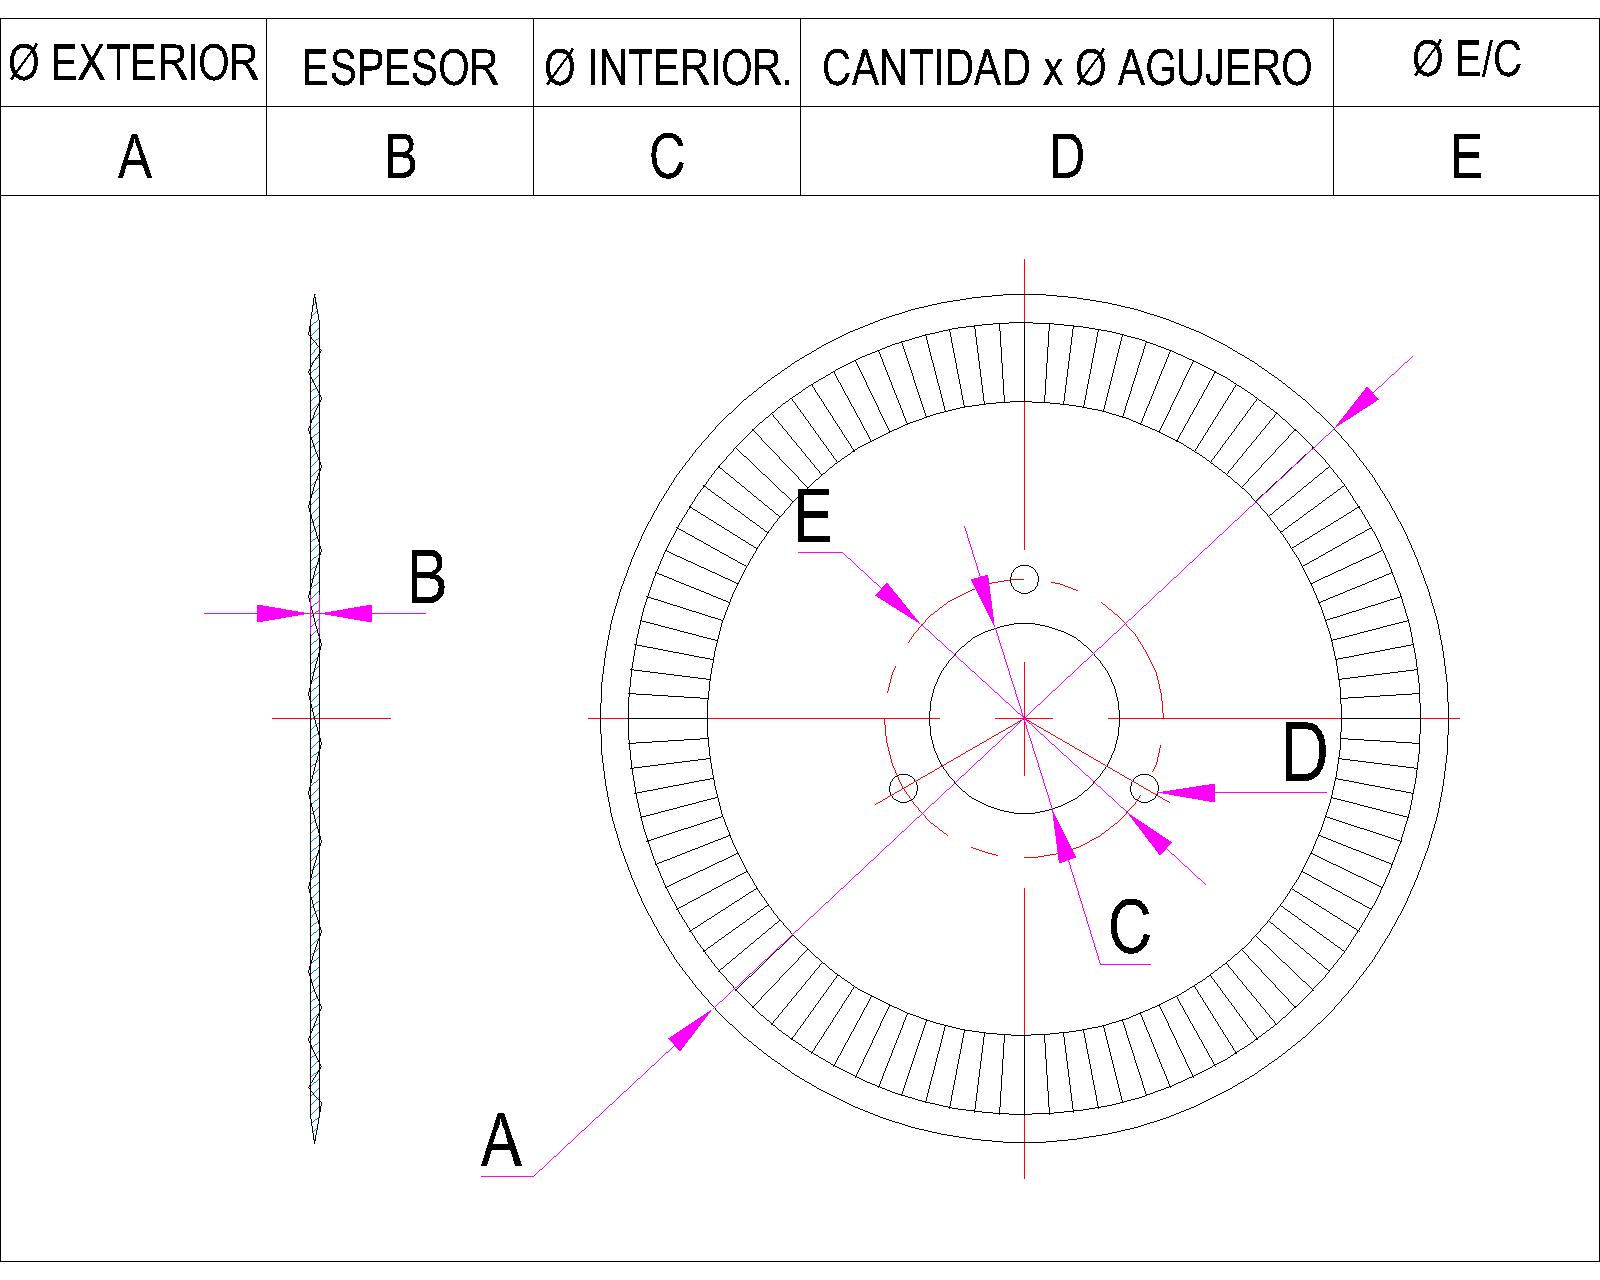 Ø EXTERIOR ESPESOR Ø INTERIOR. CANTIDAD x Ø AGUJERO Ø E/C
A B C D E
E
B
D
C
A